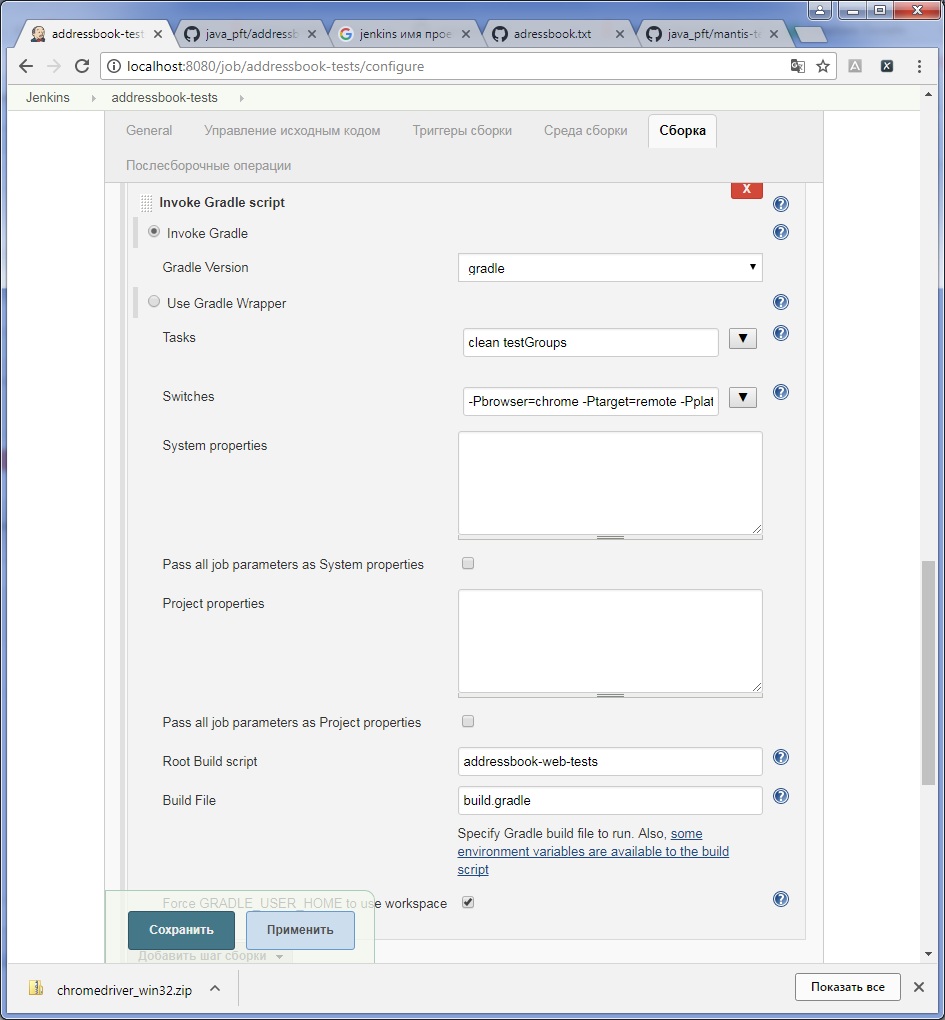 addressbook-test
java_pft/addressb
jenkins имя прое
adressbook.txt
java_pft/mantis-te
localhost:8080/job/addressbook-tests/configure
Jenkins addressbook-tests
General Управление исходным кодом Триггеры сборки Среда сборки Сборка
Послесборочные операции
X
Invoke Gradle script
Invoke Gradle
Gradle Version gradle
Use Gradle Wrapper
Tasks clean testGroups
Switches -Pbrowser=chrome -Ptarget=remote -Pplat
System properties
Pass all job parameters as System properties
Project properties
Pass all job parameters as Project properties
Root Build script addressbook-web-tests
Build File build.gradle
Specify Gradle build file to run. Also, some
environment variables are available to the build
script
Force GRADLE_USER_HOME to use workspace
Сохранить Применить
Добавить шаг сборки
chromedriver_win32.zip Показать все